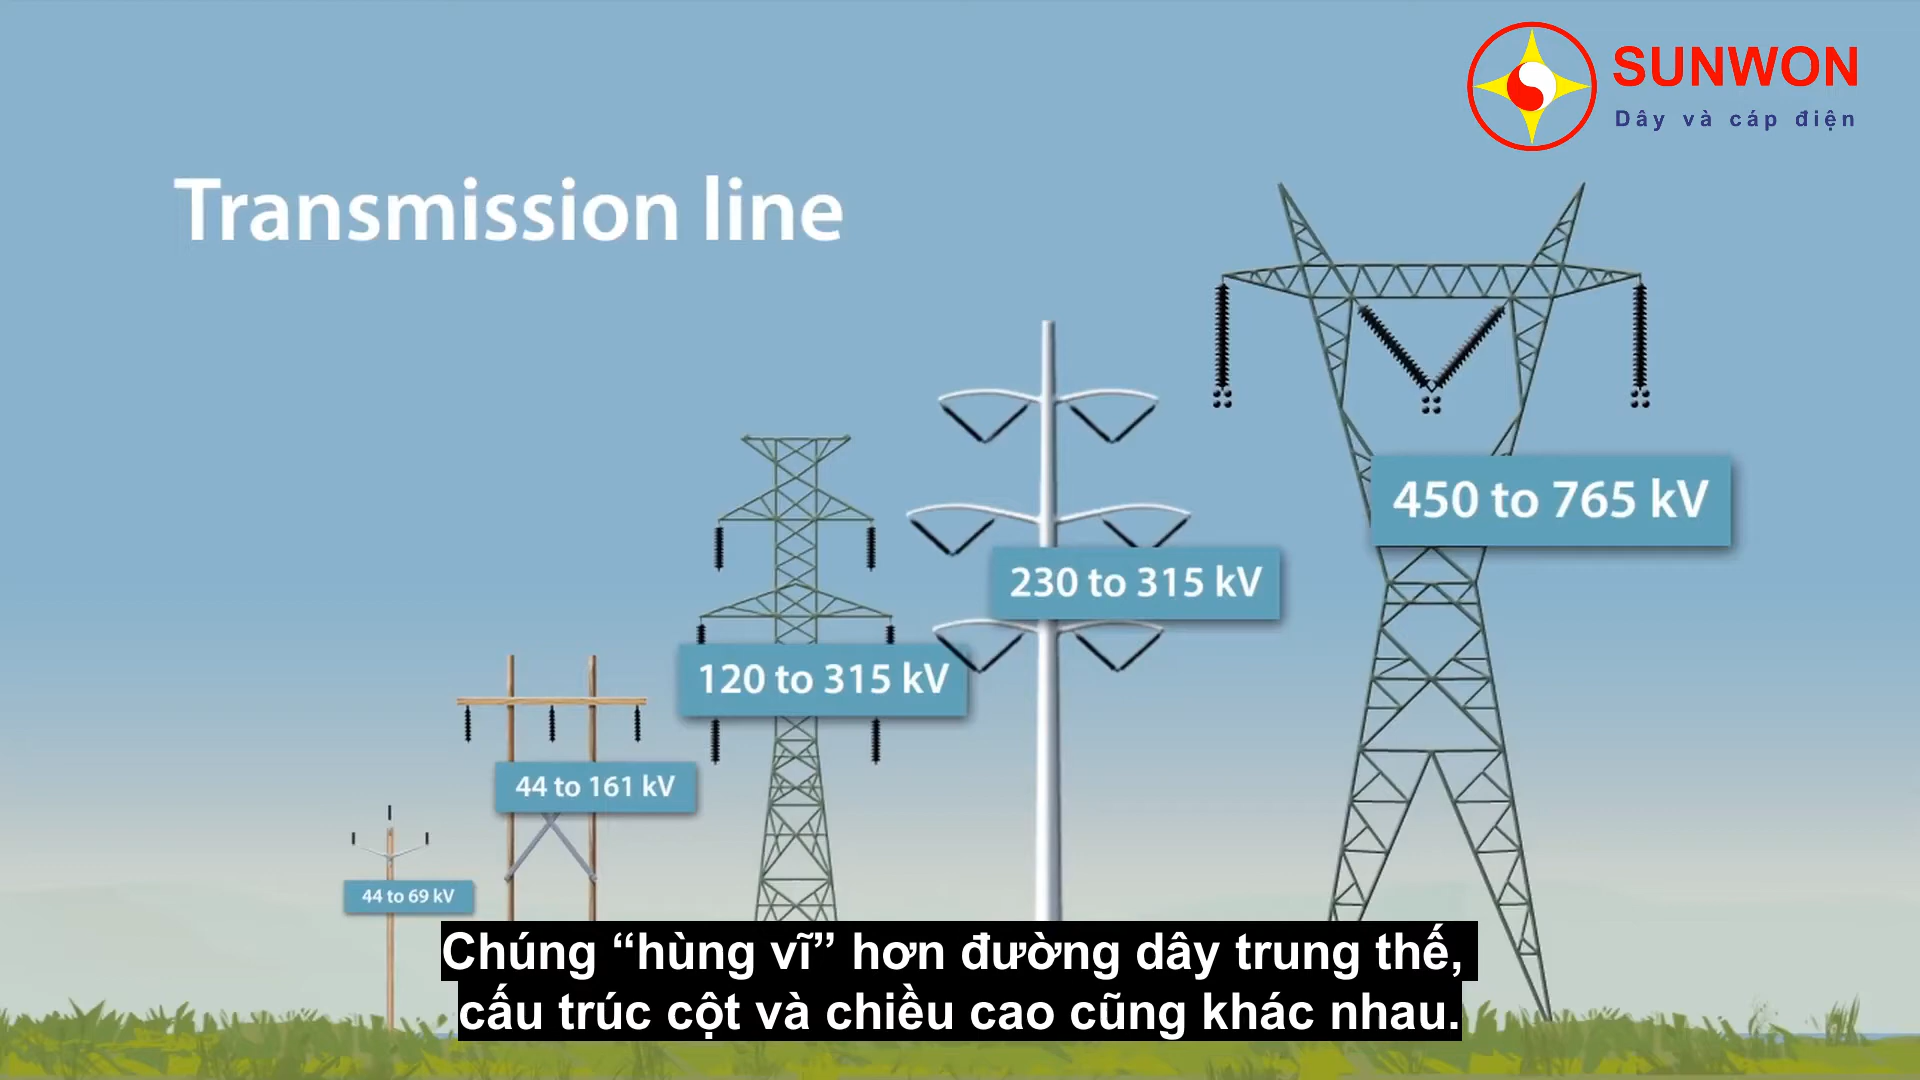 SUNWON
Dây và cáp điện
Transmission line
450 to 765 kV
230 to 315 kV
120 to 315 kV
44 to 161 kV
44 to 69 kV
Chúng “hùng vĩ” hơn đường dây trung thế,
cấu trúc cột và chiều cao cũng khác nhau.